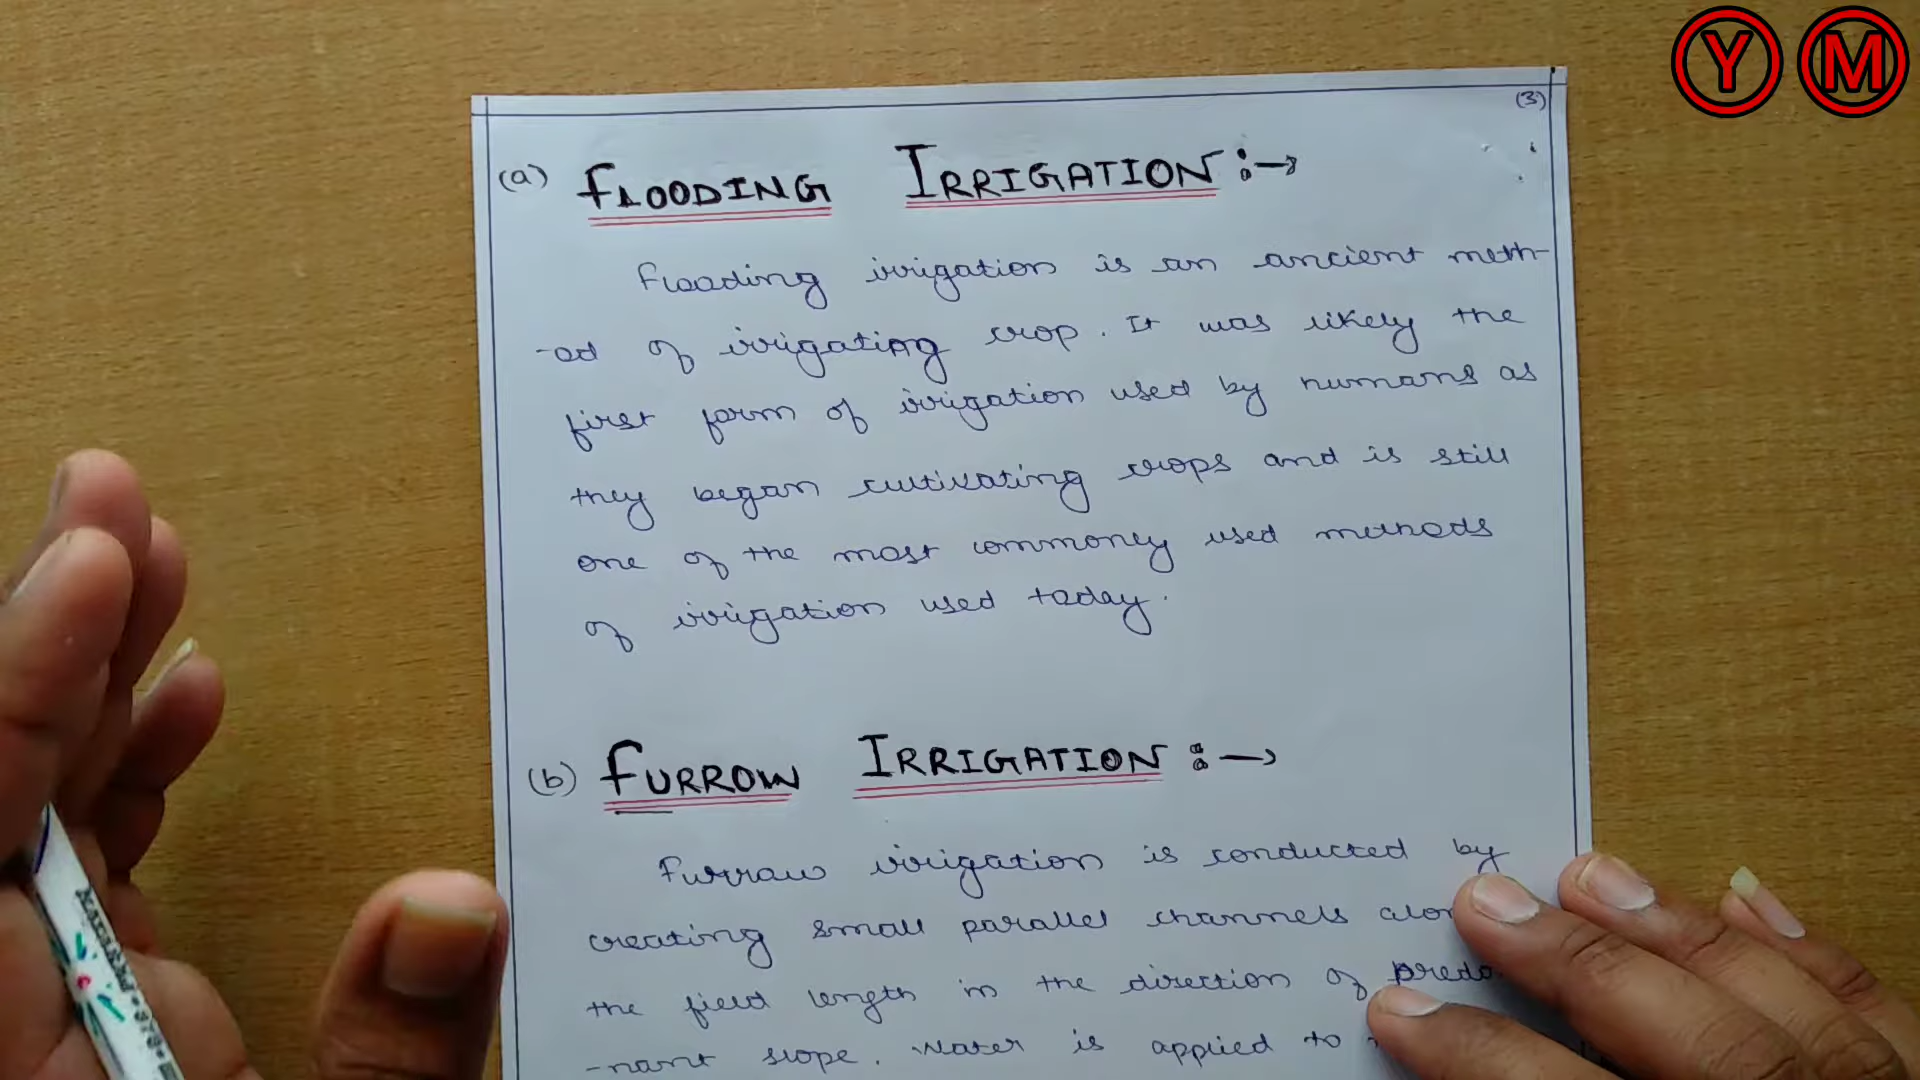 Y M
(3)
(a) FLOODING IRRIGATION :→
Flooding irrigation is an ancient meth-
-od of irrigating crop. It was likely the
first form of irrigation used by humans as
they began cultivating crops and is still
one of the most commonly used methods
of irrigation used today.
(b) FURROW IRRIGATION :→
Furrow irrigation is conducted by
creating small parallel channels
the field length in the direction of
-nant slope. Water is applied to